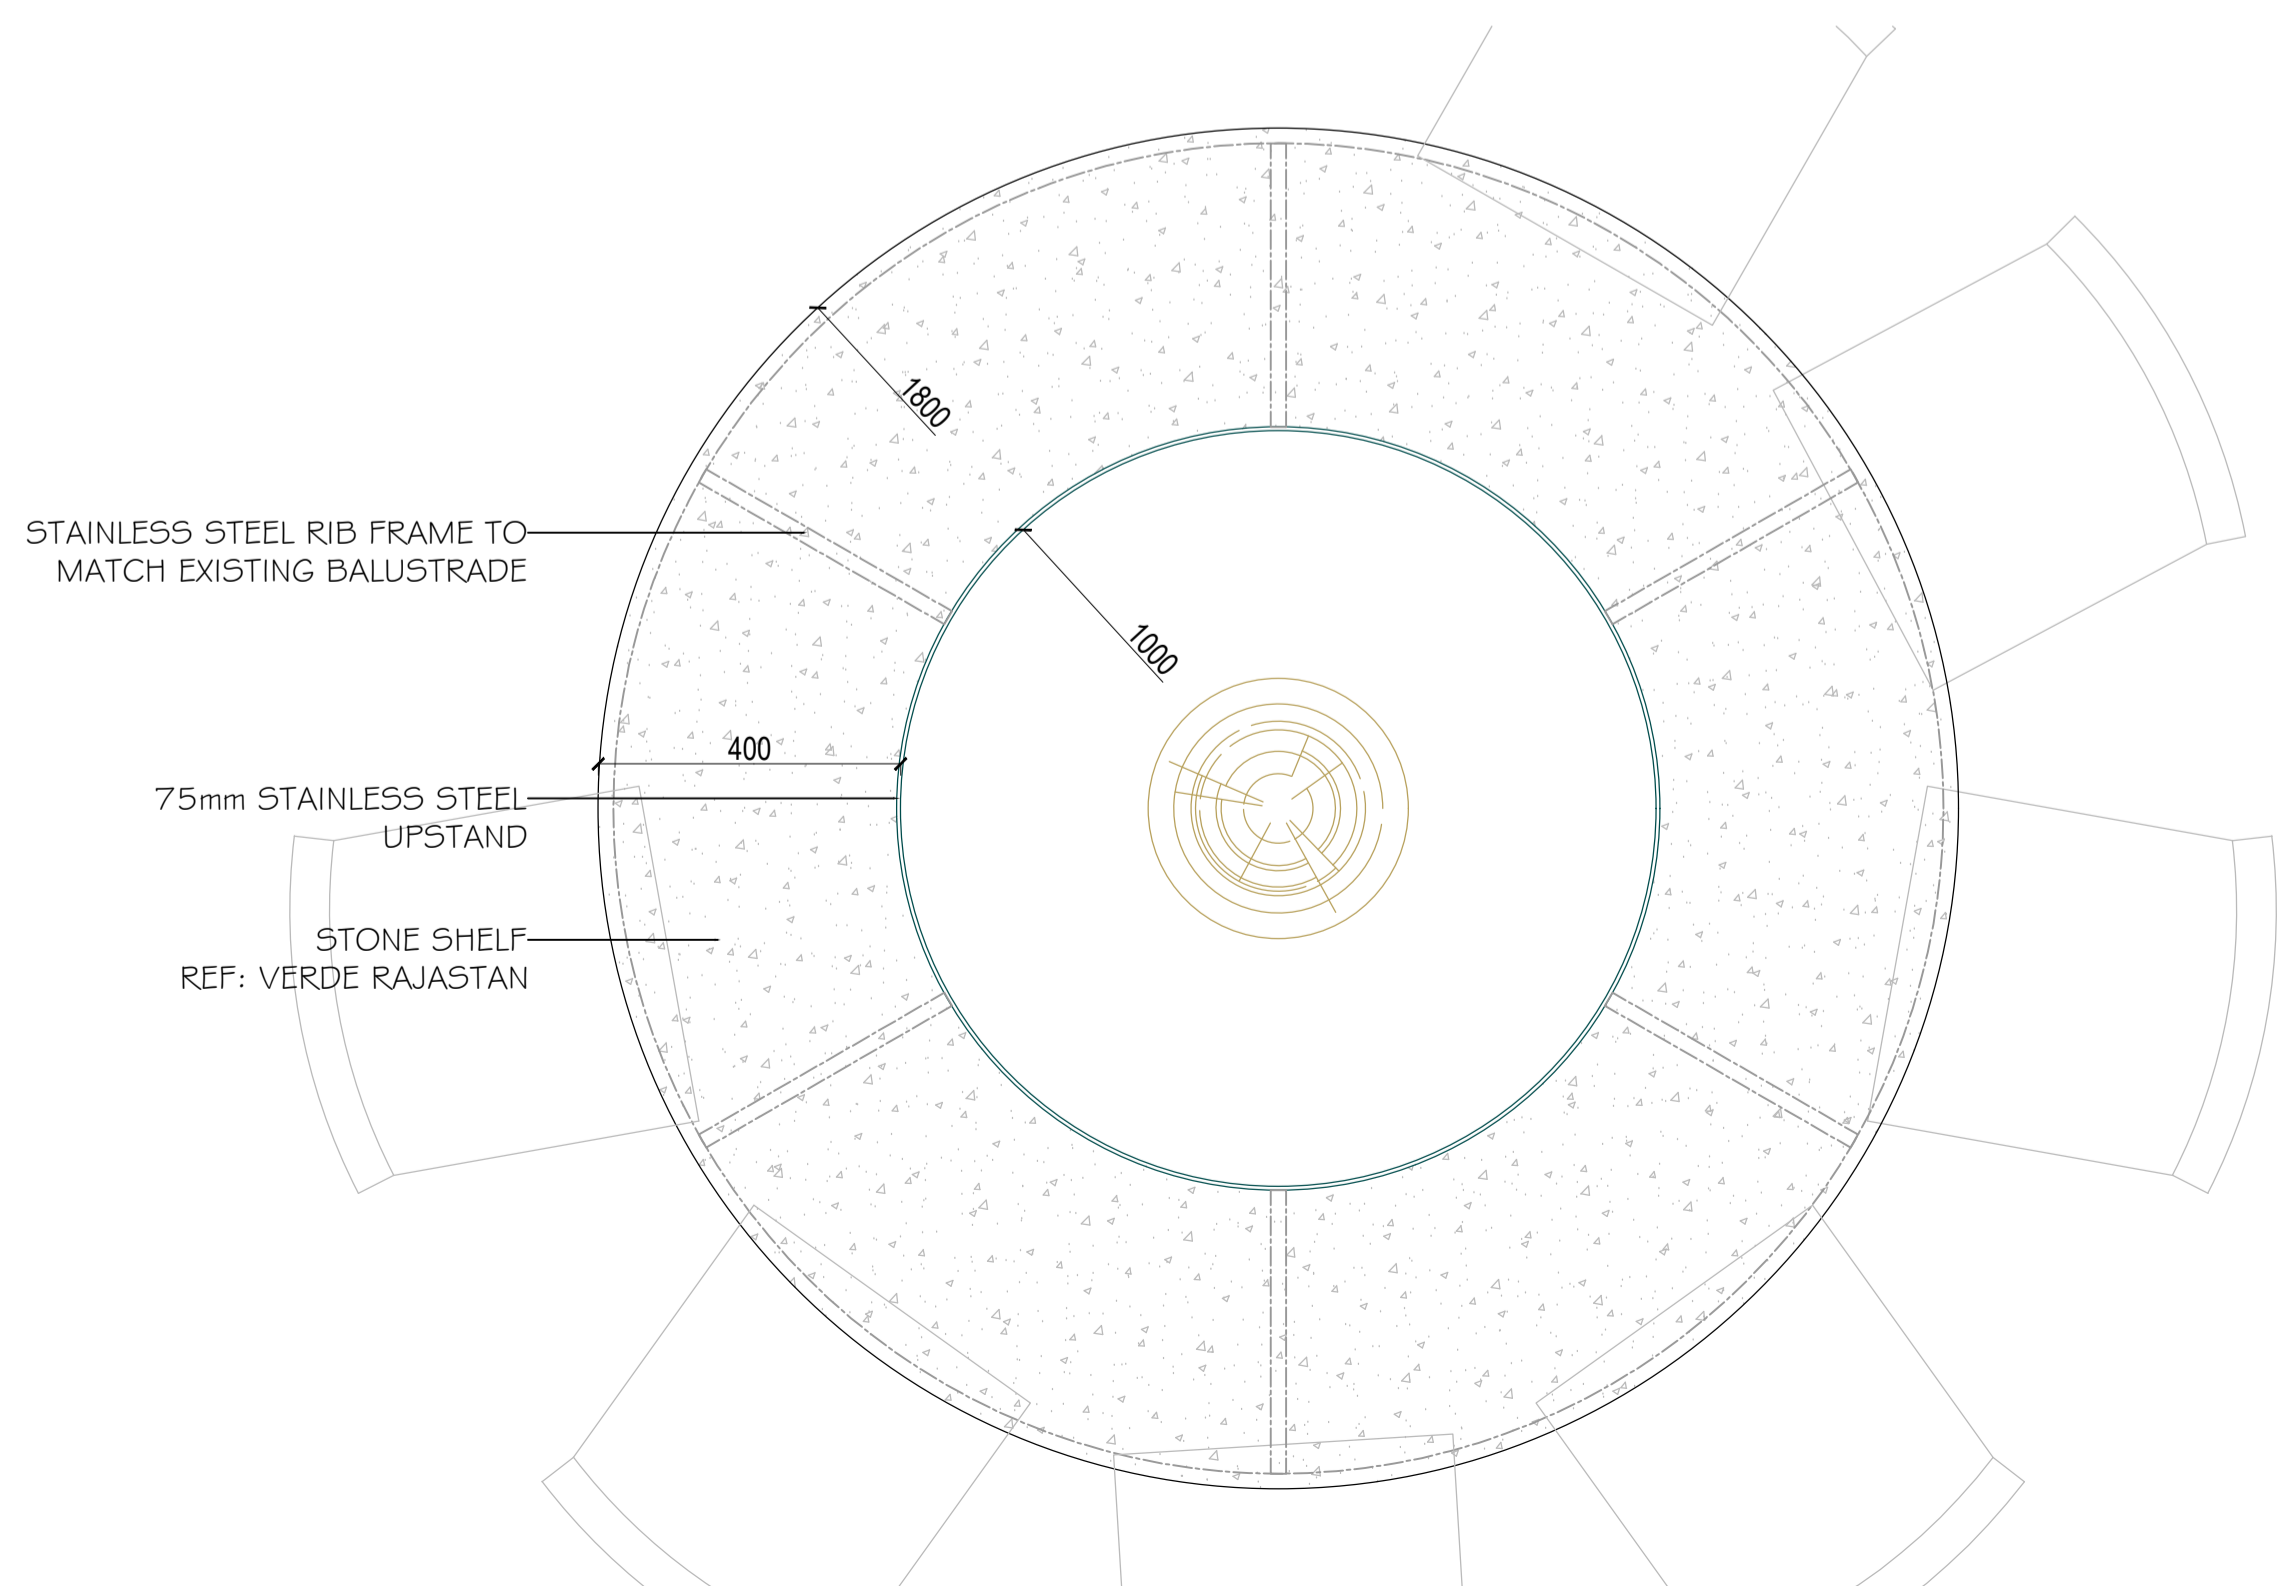 1800
STAINLESS STEEL RIB FRAME TO
MATCH EXISTING BALUSTRADE
1000
400
75mm STAINLESS STEEL
UPSTAND
STONE SHELF
REF: VERDE RAJASTAN